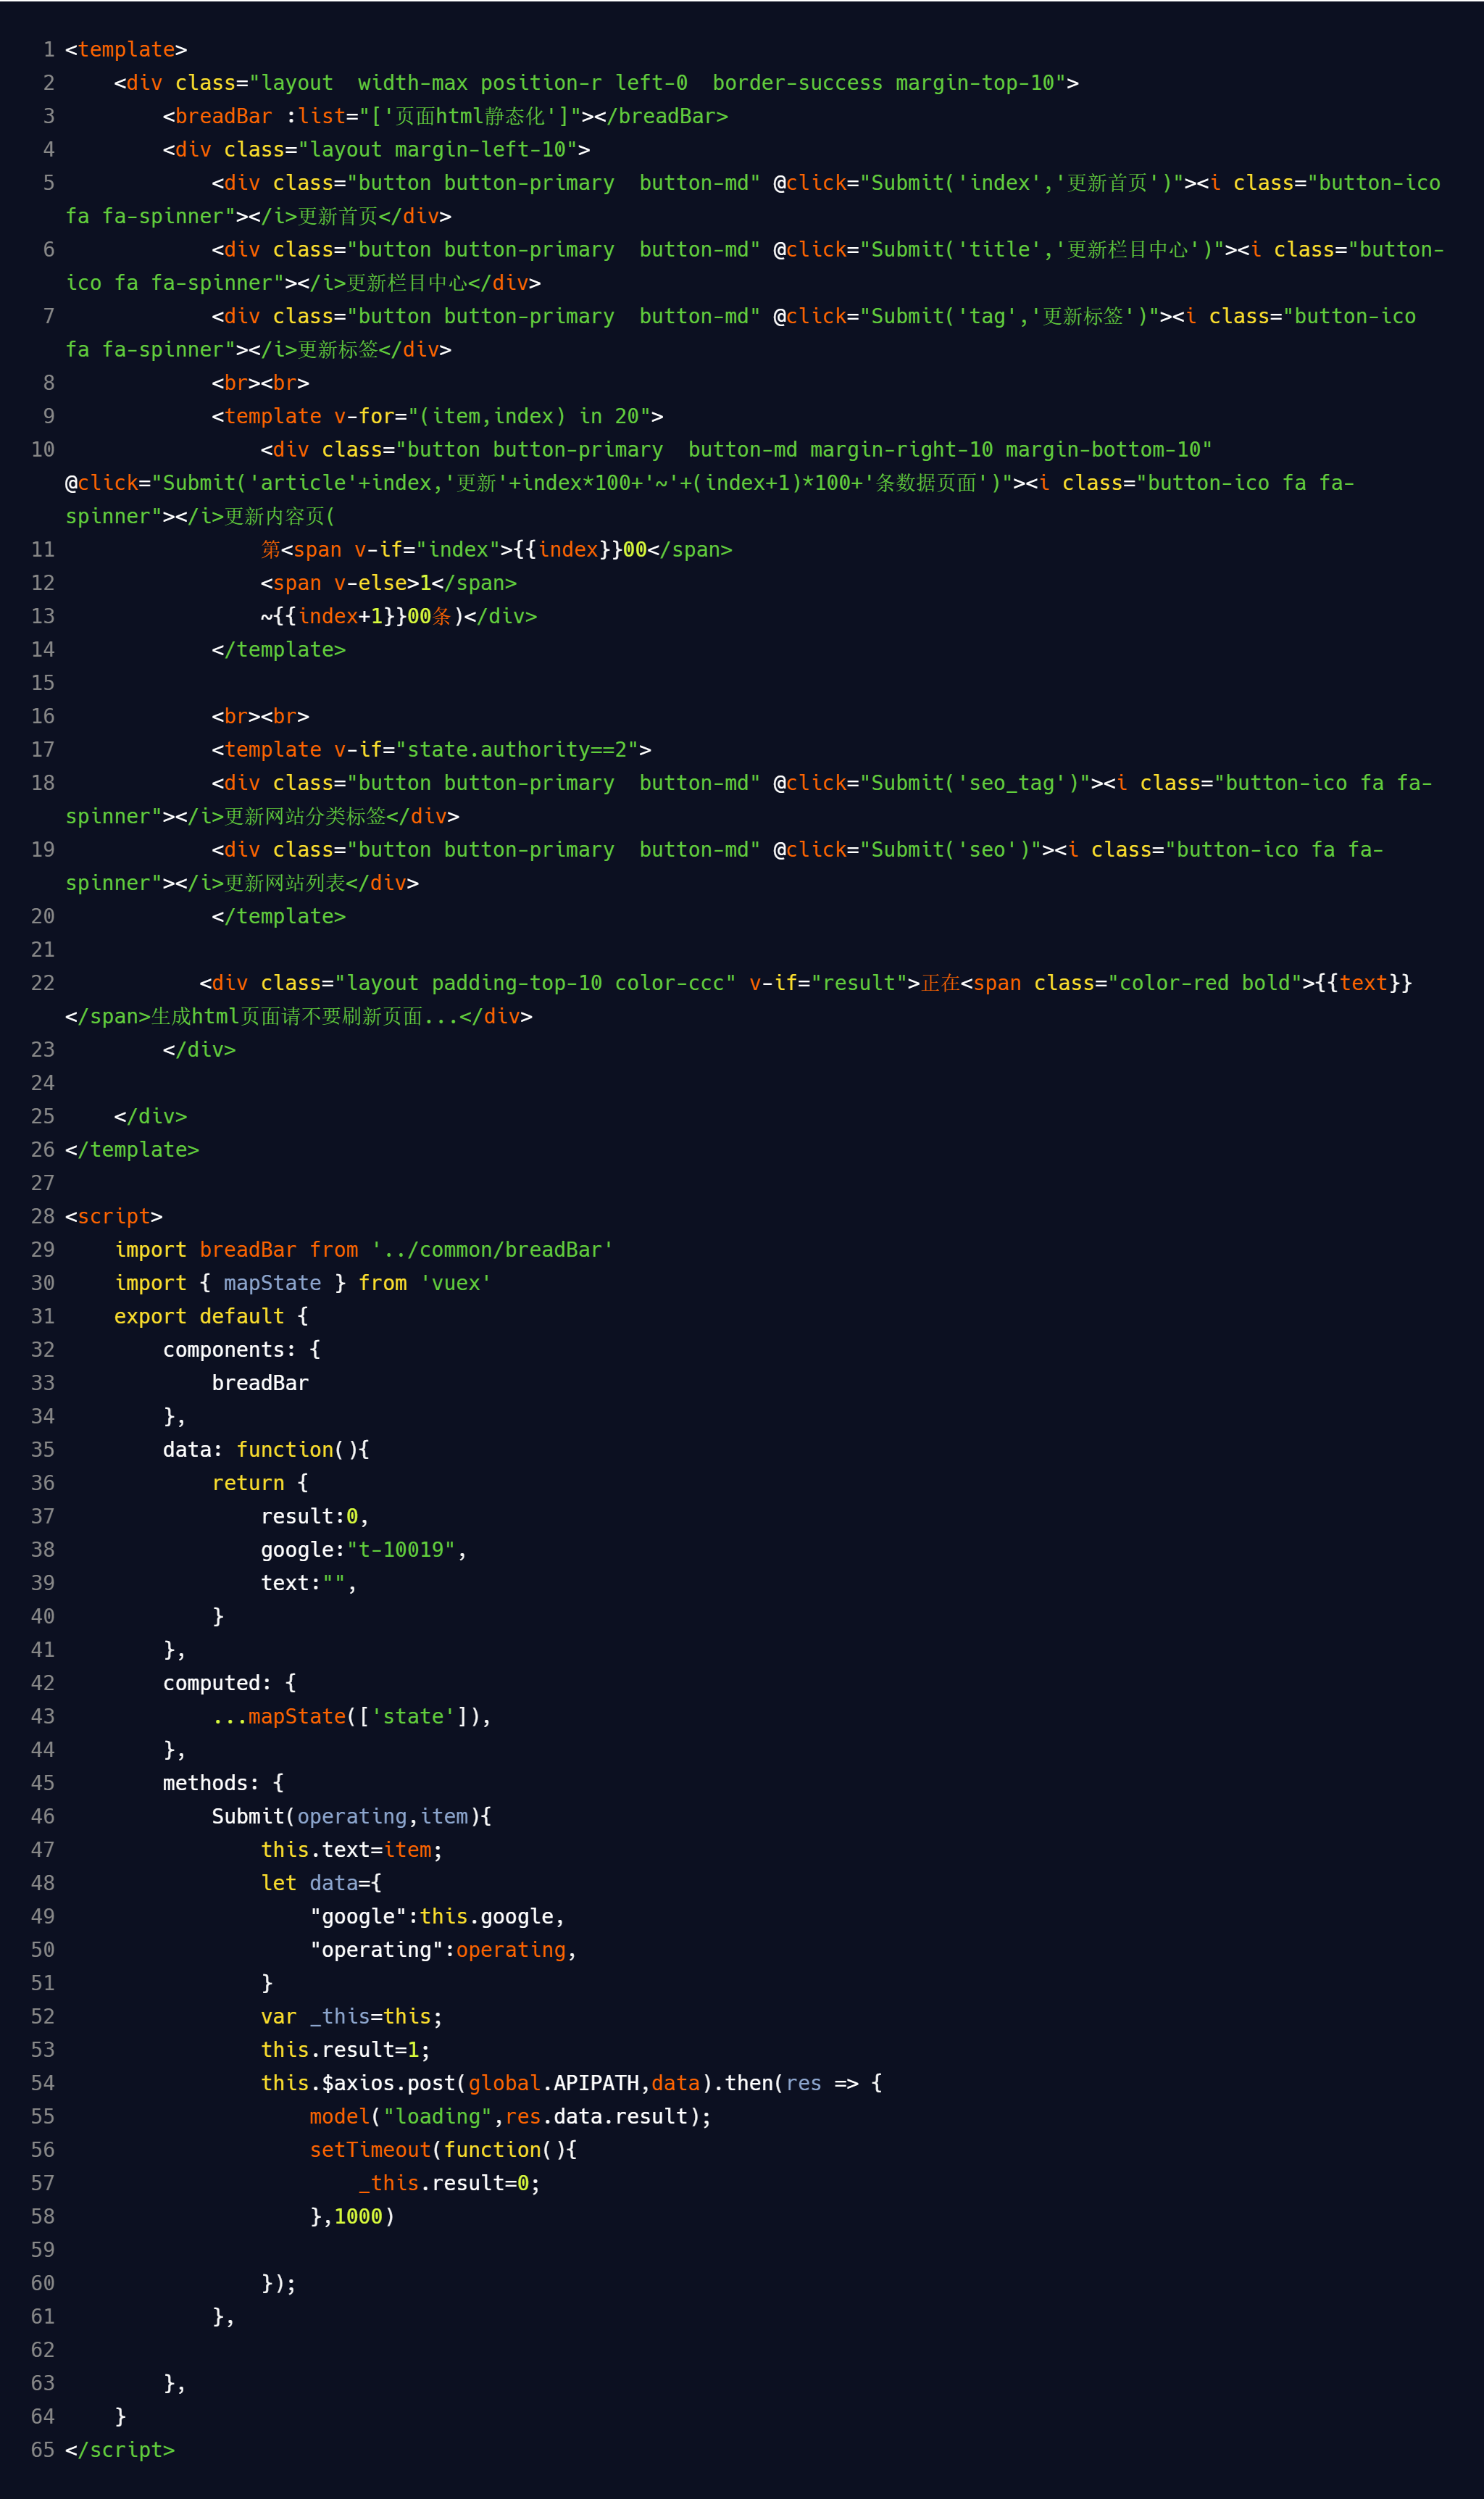 1 <template>
2     <div class="layout  width-max position-r left-0  border-success margin-top-10">
3         <breadBar :list="['页面html静态化']"></breadBar>
4         <div class="layout margin-left-10">
5             <div class="button button-primary  button-md" @click="Submit('index','更新首页')"><i class="button-ico
fa fa-spinner"></i>更新首页</div>
6             <div class="button button-primary  button-md" @click="Submit('title','更新栏目中心')"><i class="button-
ico fa fa-spinner"></i>更新栏目中心</div>
7             <div class="button button-primary  button-md" @click="Submit('tag','更新标签')"><i class="button-ico
fa fa-spinner"></i>更新标签</div>
8             <br><br>
9             <template v-for="(item,index) in 20">
10                 <div class="button button-primary  button-md margin-right-10 margin-bottom-10"
@click="Submit('article'+index,'更新'+index*100+'~'+(index+1)*100+'条数据页面')"><i class="button-ico fa fa-
spinner"></i>更新内容页(
11                 第<span v-if="index">{{index}}00</span>
12                 <span v-else>1</span>
13                 ~{{index+1}}00条)</div>
14             </template>
15
16             <br><br>
17             <template v-if="state.authority==2">
18             <div class="button button-primary  button-md" @click="Submit('seo_tag')"><i class="button-ico fa fa-
spinner"></i>更新网站分类标签</div>
19             <div class="button button-primary  button-md" @click="Submit('seo')"><i class="button-ico fa fa-
spinner"></i>更新网站列表</div>
20             </template>
21
22            <div class="layout padding-top-10 color-ccc" v-if="result">正在<span class="color-red bold">{{text}}
</span>生成html页面请不要刷新页面...</div>
23         </div>
24
25     </div>
26 </template>
27
28 <script>
29     import breadBar from '../common/breadBar'
30     import { mapState } from 'vuex'
31     export default {
32         components: {
33             breadBar
34         },
35         data: function(){
36             return {
37                 result:0,
38                 google:"t-10019",
39                 text:"",
40             }
41         },
42         computed: {
43             ...mapState(['state']),
44         },
45         methods: {
46             Submit(operating,item){
47                 this.text=item;
48                 let data={
49                     "google":this.google,
50                     "operating":operating,
51                 }
52                 var _this=this;
53                 this.result=1;
54                 this.$axios.post(global.APIPATH,data).then(res => {
55                     model("loading",res.data.result);
56                     setTimeout(function(){
57                         _this.result=0;
58                     },1000)
59
60                 });
61             },
62
63         },
64     }
65 </script>